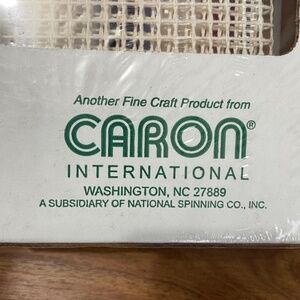 Another Fine Craft Product from
CARON®
INTERNATIONAL
WASHINGTON, NC 27889
A SUBSIDIARY OF NATIONAL SPINNING CO., INC.